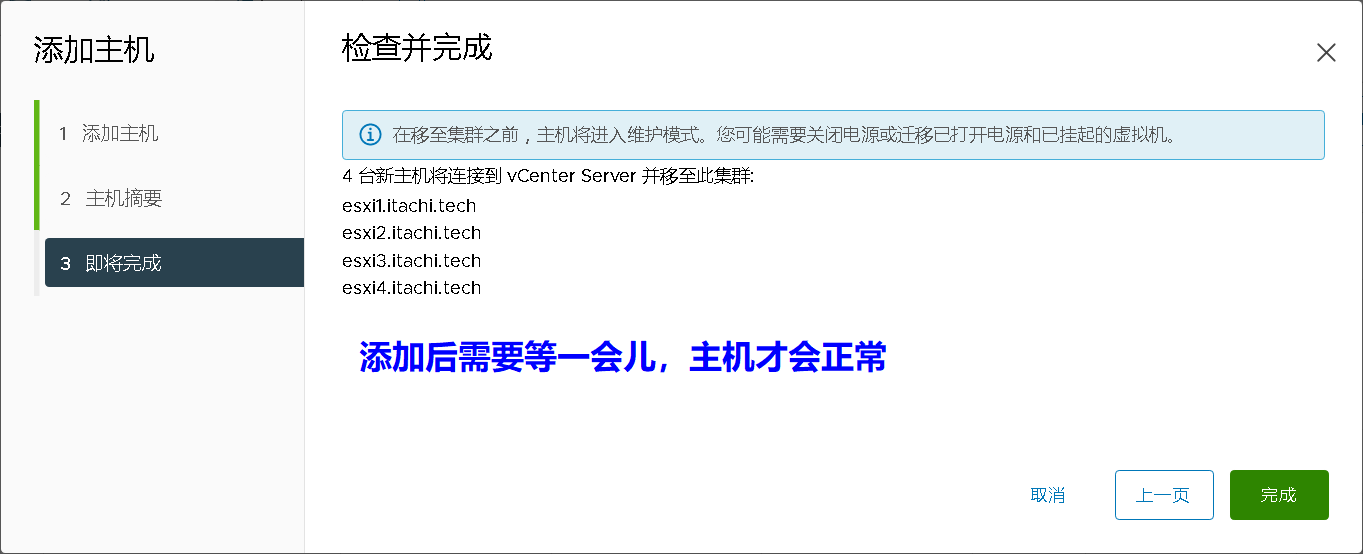 添加主机
1 添加主机
2 主机摘要
3 即将完成
检查并完成
在移至集群之前，主机将进入维护模式。您可能需要关闭电源或迁移已打开电源和已挂起的虚拟机。
4 台新主机将连接到 vCenter Server 并移至此集群:
esxi1.itachi.tech
esxi2.itachi.tech
esxi3.itachi.tech
esxi4.itachi.tech
添加后需要等一会儿，主机才会正常
取消
上一页
完成